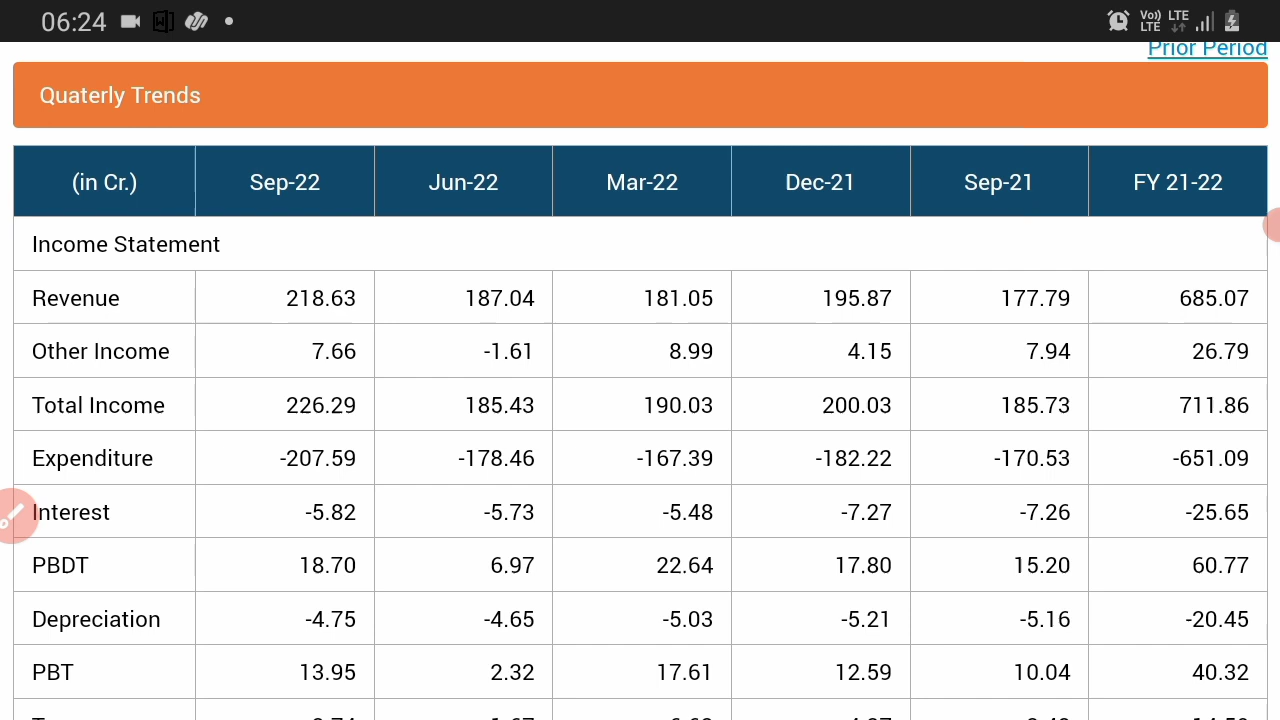 06:24 Vo) LTE LTE
Prior Period
Quaterly Trends
(in Cr.) Sep-22 Jun-22 Mar-22 Dec-21 Sep-21 FY 21-22
Income Statement
Revenue 218.63 187.04 181.05 195.87 177.79 685.07
Other Income 7.66 -1.61 8.99 4.15 7.94 26.79
Total Income 226.29 185.43 190.03 200.03 185.73 711.86
Expenditure -207.59 -178.46 -167.39 -182.22 -170.53 -651.09
Interest -5.82 -5.73 -5.48 -7.27 -7.26 -25.65
PBDT 18.70 6.97 22.64 17.80 15.20 60.77
Depreciation -4.75 -4.65 -5.03 -5.21 -5.16 -20.45
PBT 13.95 2.32 17.61 12.59 10.04 40.32